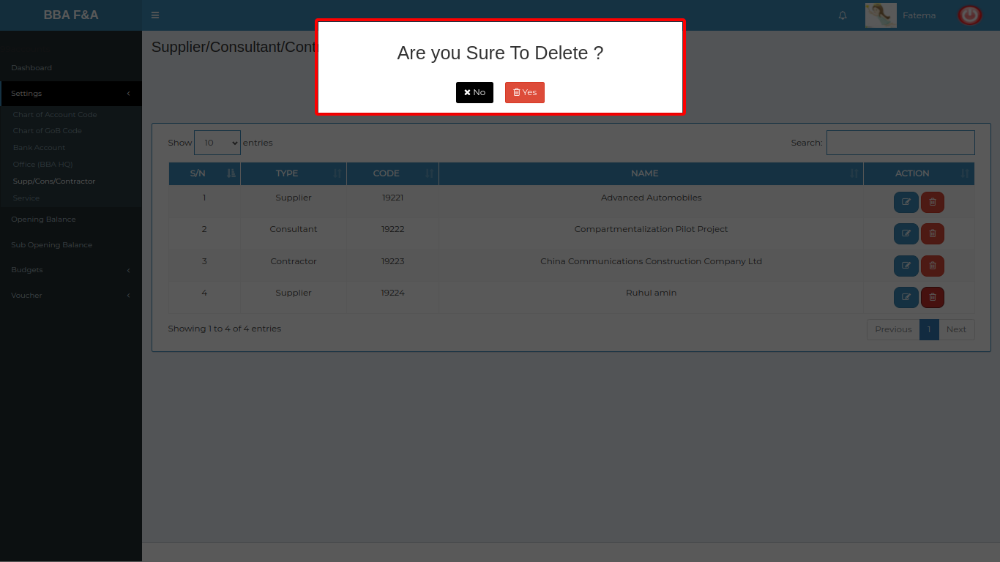 BBA F&A
Fatema
Supplier/Consultant/Cont
Are you Sure To Delete ?
No Yes
Dashboard
Settings
Chart of Account Code
Chart of GoB Code
Bank Account
Office (BBA HQ)
Supp/Cons/Contractor
Service
Opening Balance
Sub Opening Balance
Budgets
Voucher
Show 10 entries Search:
S/N TYPE CODE NAME ACTION
1 Supplier 19221 Advanced Automobiles
2 Consultant 19222 Compartmentalization Pilot Project
3 Contractor 19223 China Communications Construction Company Ltd
4 Supplier 19224 Ruhul amin
Showing 1 to 4 of 4 entries Previous 1 Next